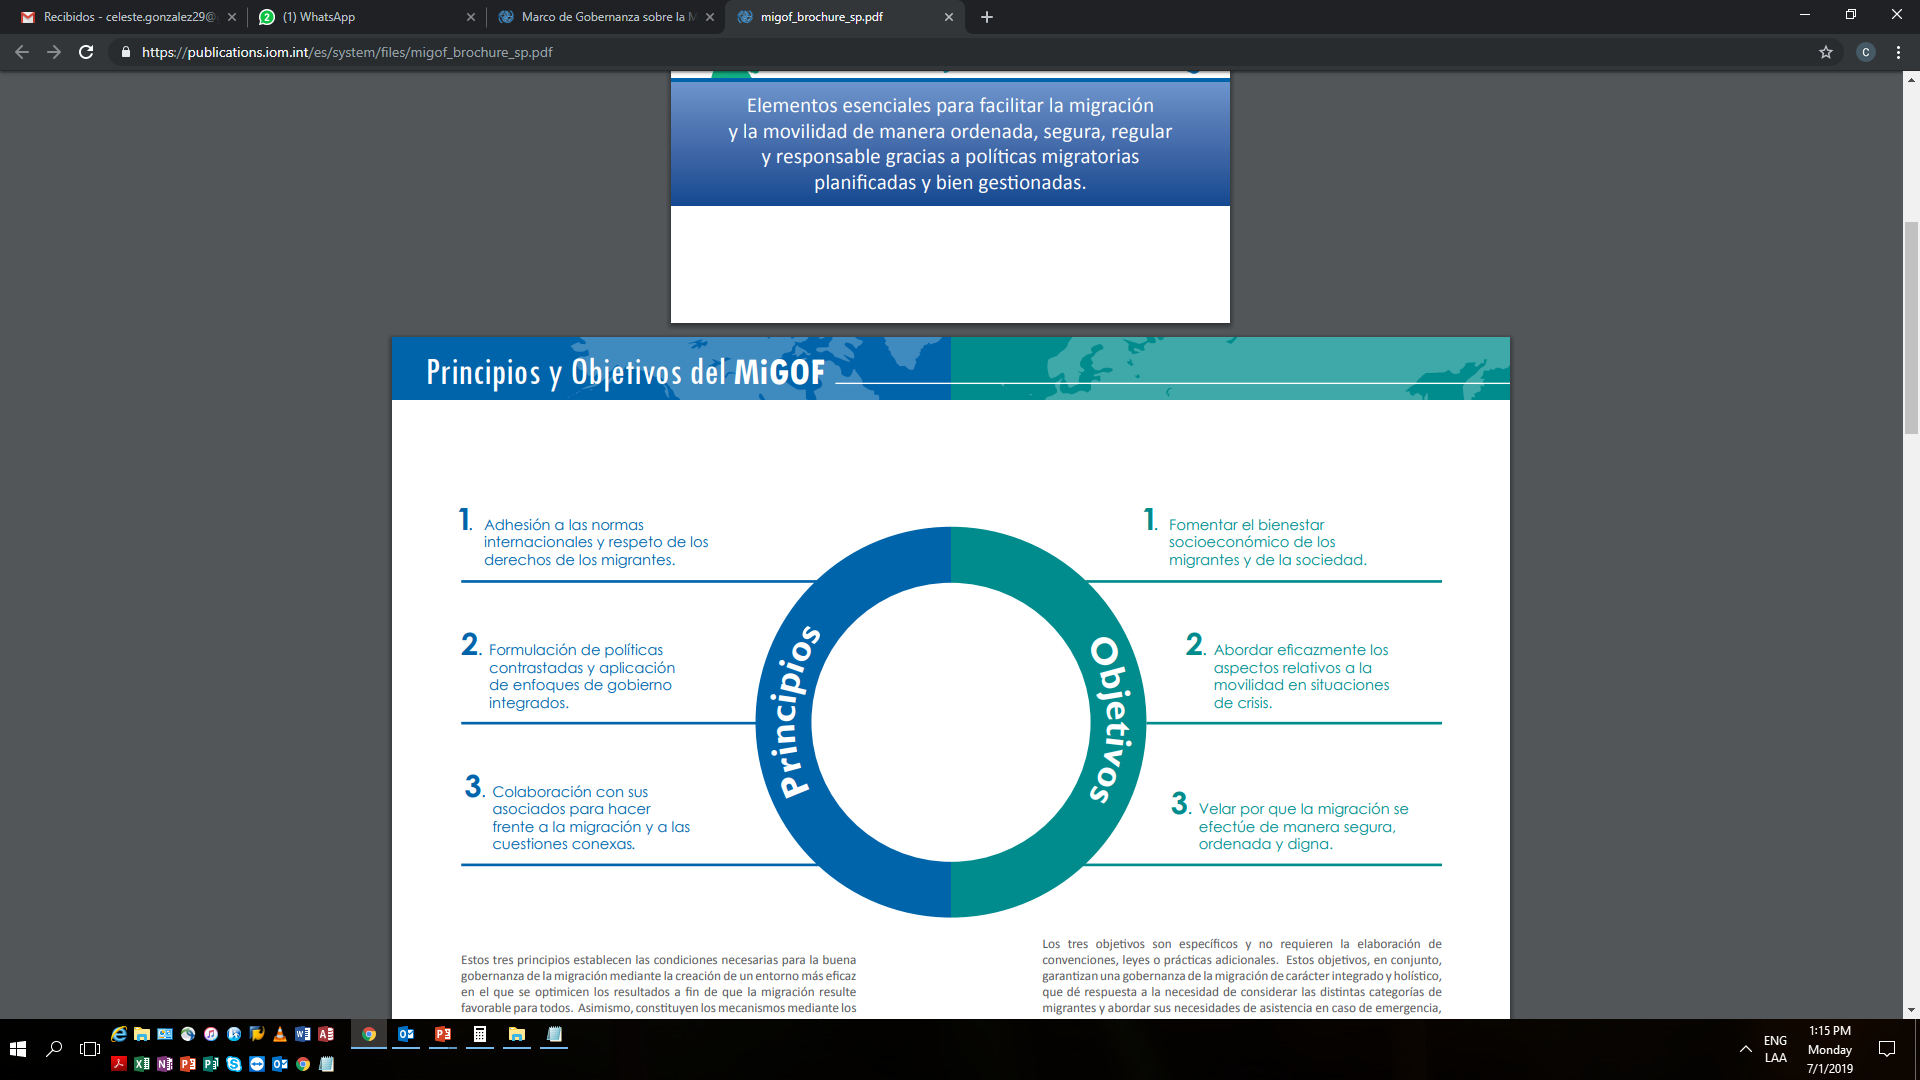 Recibidos - celeste.gonzalez29@
(1) WhatsApp
Marco de Gobernanza sobre la M
migof_brochure_sp.pdf
https://publications.iom.int/es/system/files/migof_brochure_sp.pdf
C
Elementos esenciales para facilitar la migración
y la movilidad de manera ordenada, segura, regular
y responsable gracias a políticas migratorias
planificadas y bien gestionadas.
Principios y Objetivos del MiGOF
1. Adhesión a las normas
internacionales y respeto de los
derechos de los migrantes.
2. Formulación de políticas
contrastadas y aplicación
de enfoques de gobierno
integrados.
3. Colaboración con sus
asociados para hacer
frente a la migración y a las
cuestiones conexas.
Principios
Objetivos
1. Fomentar el bienestar
socioeconómico de los
migrantes y de la sociedad.
2. Abordar eficazmente los
aspectos relativos a la
movilidad en situaciones
de crisis.
3. Velar por que la migración se
efectúe de manera segura,
ordenada y digna.
Estos tres principios establecen las condiciones necesarias para la buena
gobernanza de la migración mediante la creación de un entorno más eficaz
en el que se optimicen los resultados a fin de que la migración resulte
favorable para todos. Asimismo, constituyen los mecanismos mediante los
Los tres objetivos son específicos y no requieren la elaboración de
convenciones, leyes o prácticas adicionales. Estos objetivos, en conjunto,
garantizan una gobernanza de la migración de carácter integrado y holístico,
que dé respuesta a la necesidad de considerar las distintas categorías de
migrantes y abordar sus necesidades de asistencia en caso de emergencia,
ENG
LAA
1:15 PM
Monday
7/1/2019